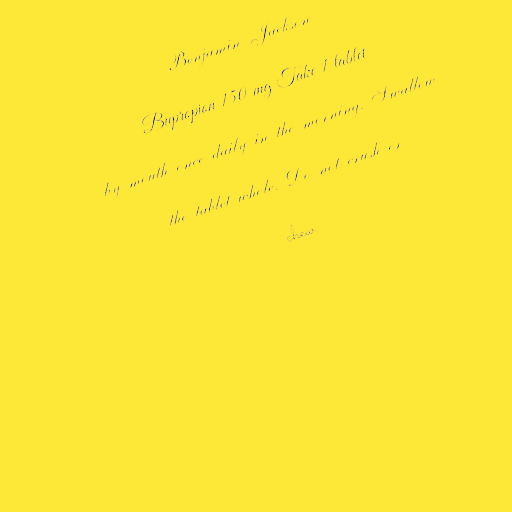 Benjamin Jackson
Bupropion 150 mg Take 1 tablet
by mouth once daily in the morning. Swallow
the tablet whole. Do not crush or